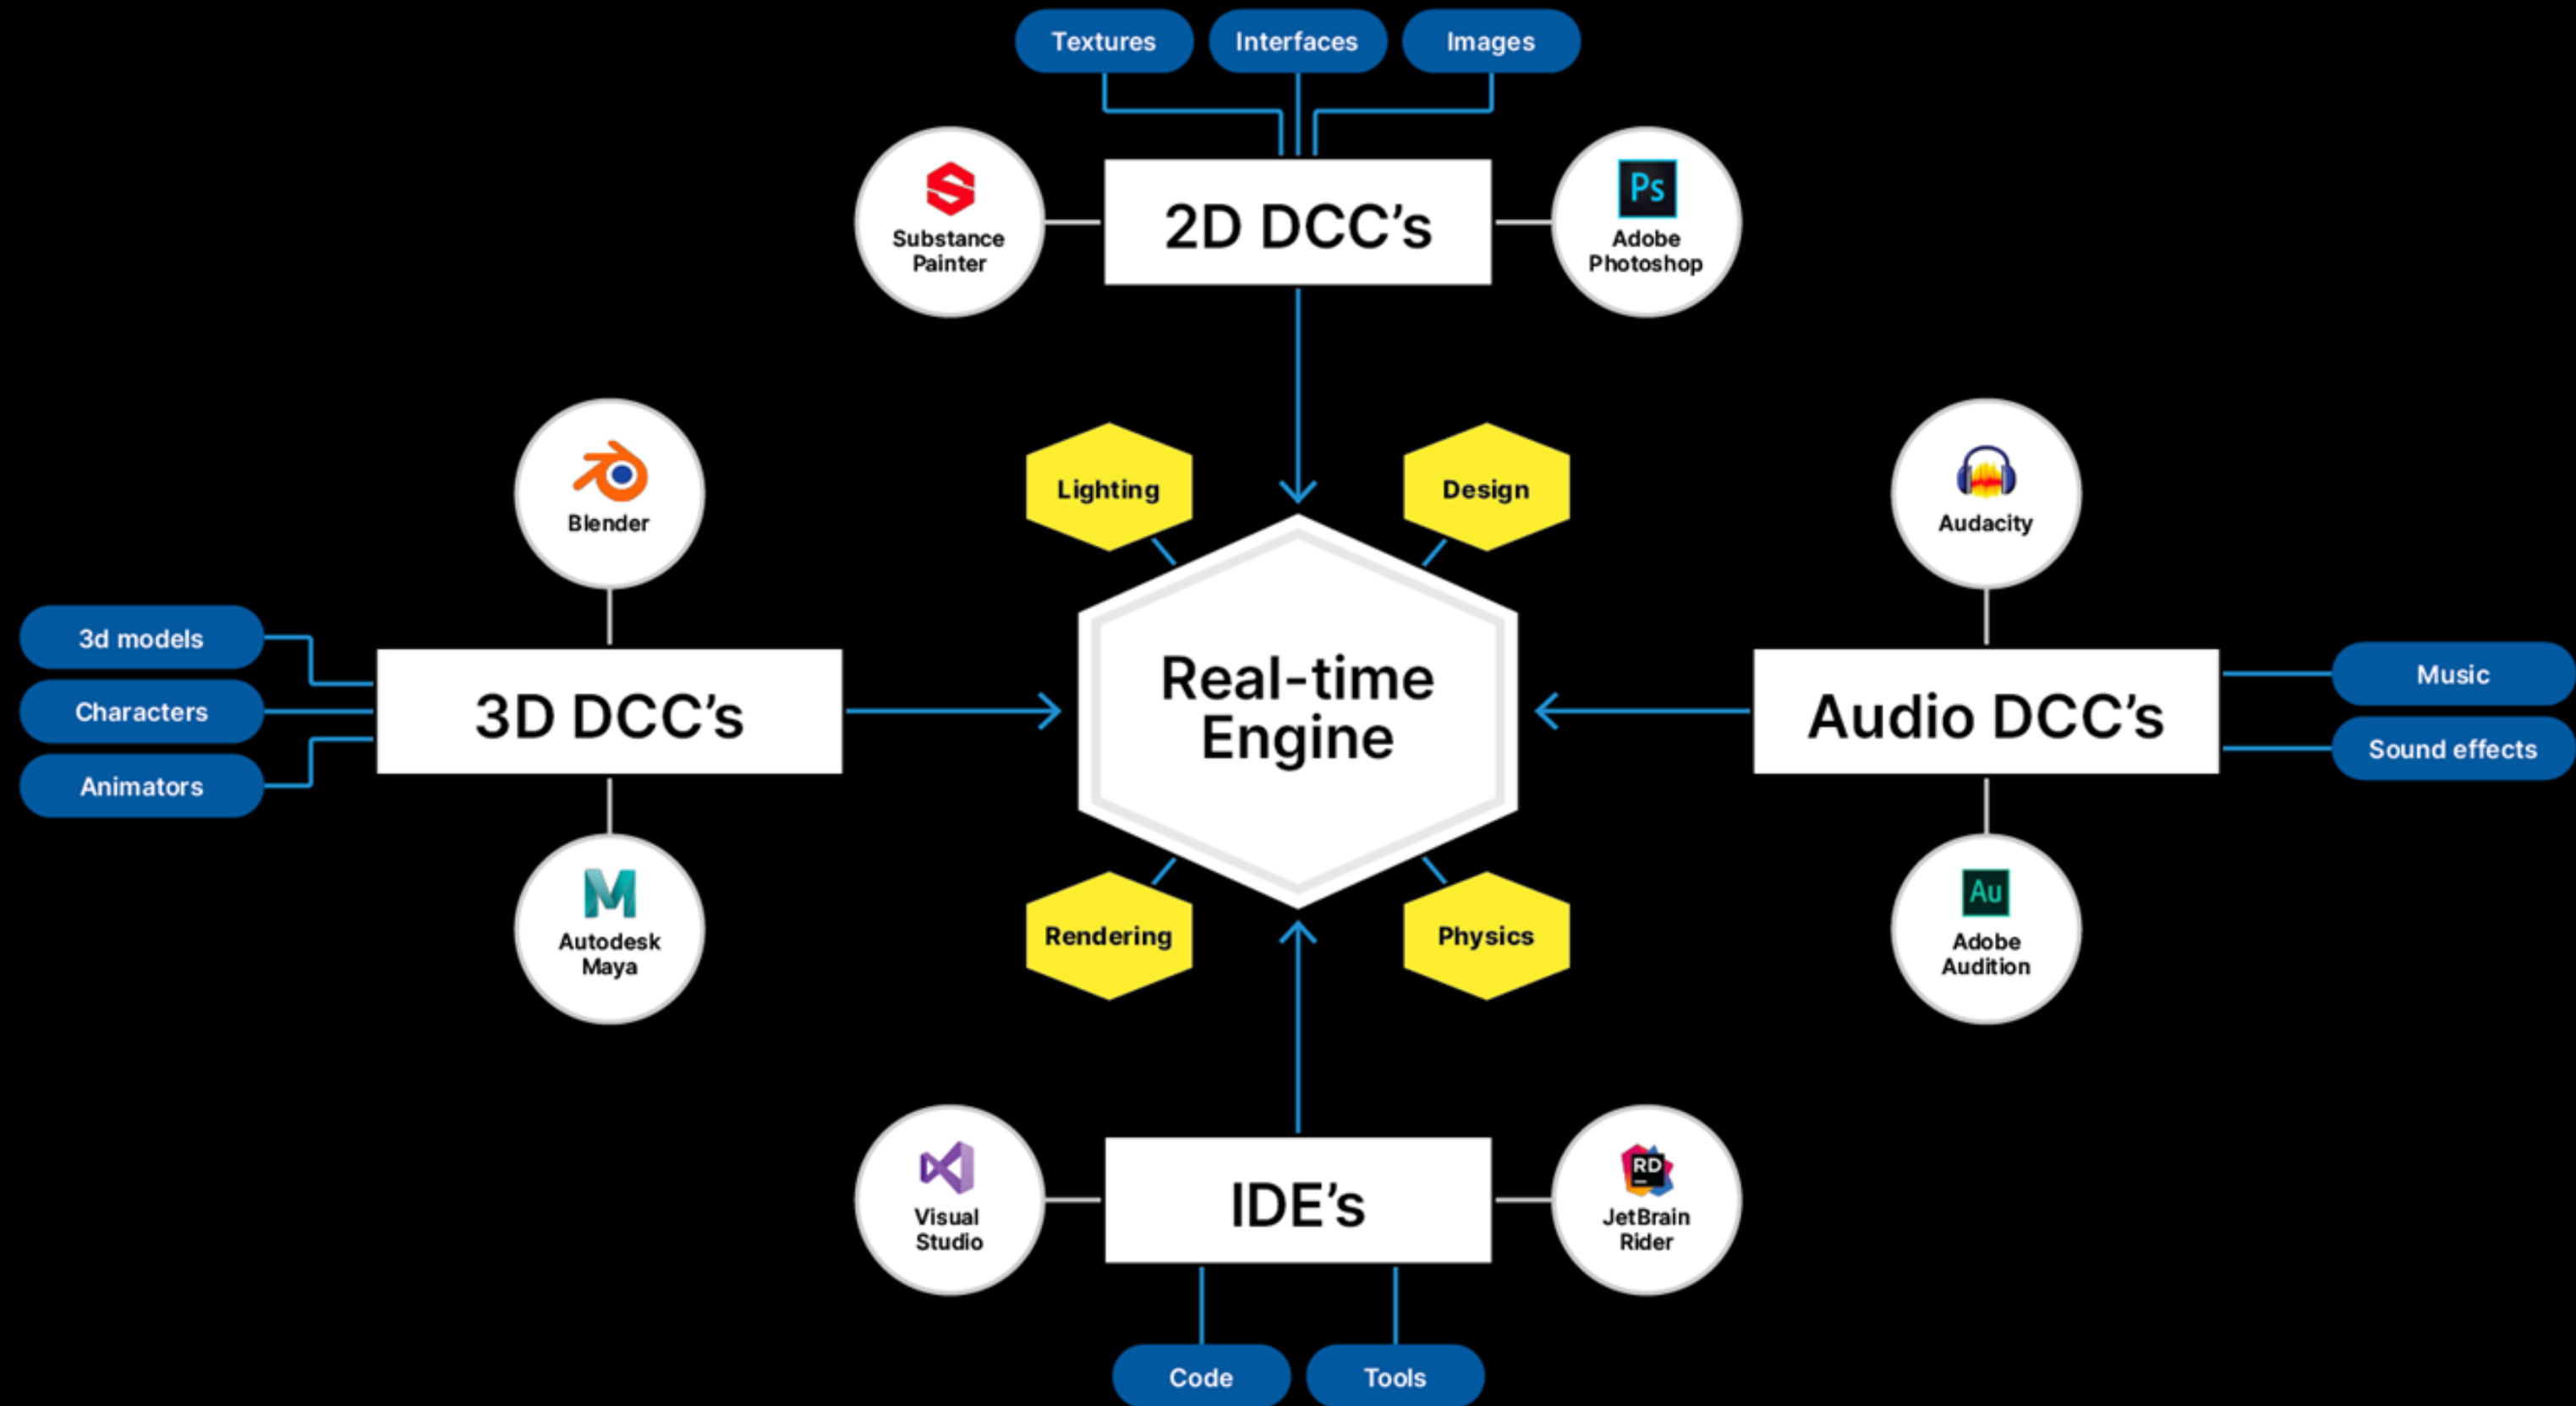 Textures
Interfaces
Images
Substance
Painter
2D DCC’s
Ps
Adobe
Photoshop
Lighting
Design
Blender
Audacity
3d models
Characters
Animators
3D DCC’s
Real-time
Engine
Audio DCC’s
Music
Sound effects
M
Autodesk
Maya
Rendering
Physics
Au
Adobe
Audition
Visual
Studio
IDE’s
RD
JetBrain
Rider
Code
Tools